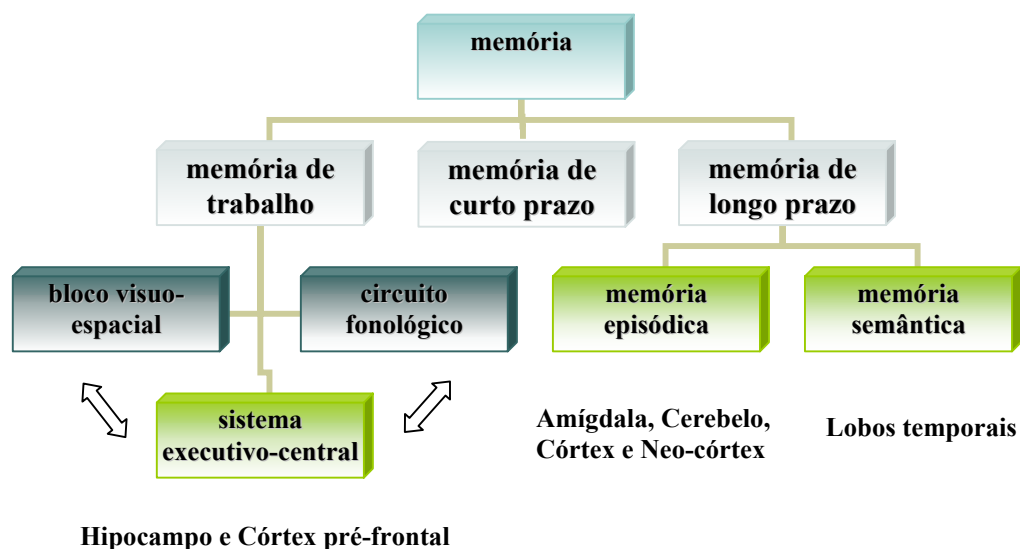 memória
memória de
trabalho
memória de
curto prazo
memória de
longo prazo
bloco visuo-
espacial
circuito
fonológico
memória
episódica
memória
semântica
sistema
executivo-central
Amígdala, Cerebelo,
Córtex e Neo-córtex
Lobos temporais
Hipocampo e Córtex pré-frontal